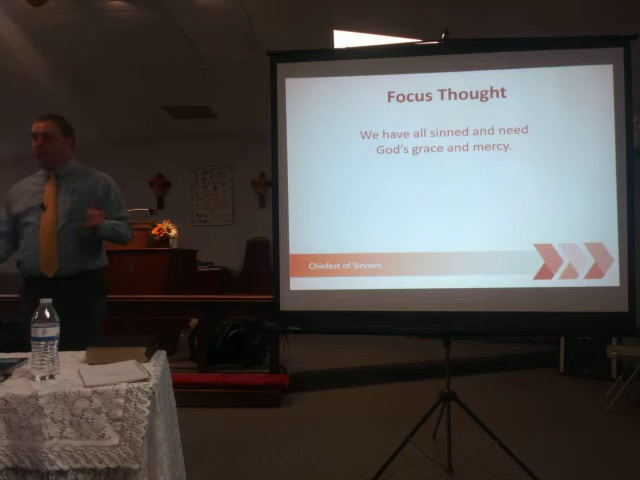 Focus Thought
We have all sinned and need
God's grace and mercy.
Chiefest of Sinners